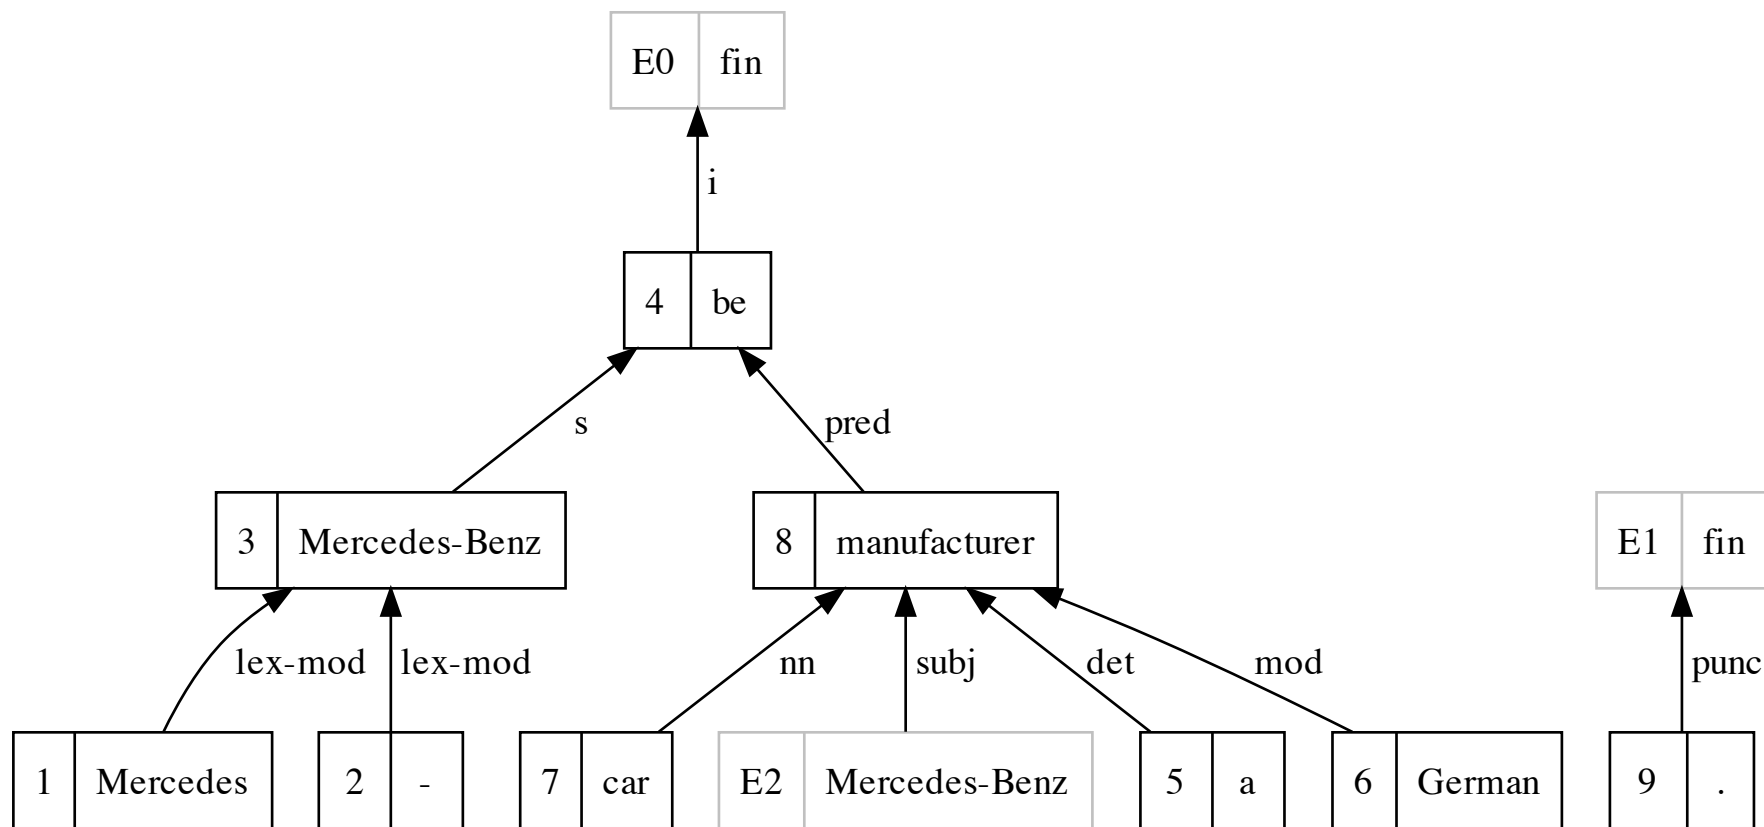 E0 fin
i
4 be
s pred
3 Mercedes-Benz 8 manufacturer E1 fin
lex-mod lex-mod nn subj det mod punc
1 Mercedes 2 - 7 car E2 Mercedes-Benz 5 a 6 German 9 .